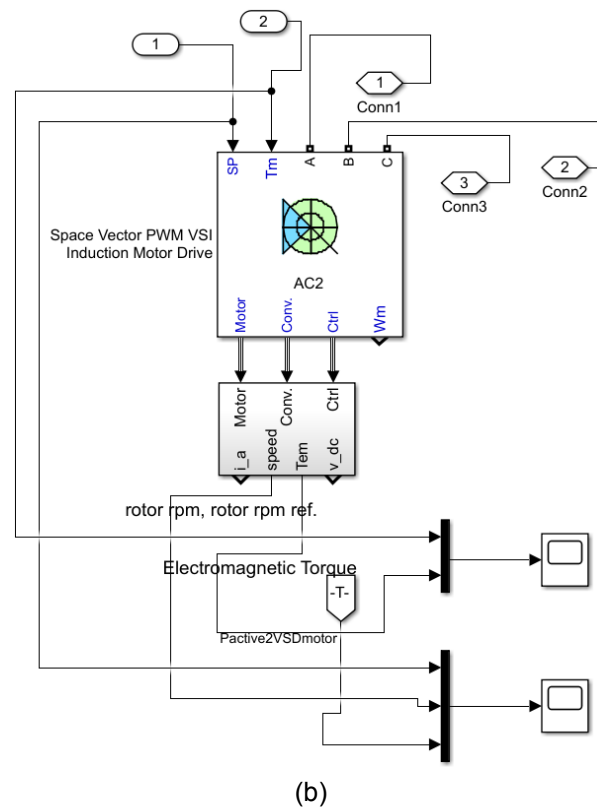 2
1
1
Conn1
SP
Tm
A
B
C
3
Conn3
2
Conn2
Space Vector PWM VSI
Induction Motor Drive
AC2
Motor
Conv.
Ctrl
Wm
Motor
Conv.
Ctrl
i_a
speed
Tem
v_dc
rotor rpm, rotor rpm ref.
Electromagnetic Torque
-T-
Pactive2VSDmotor
(b)